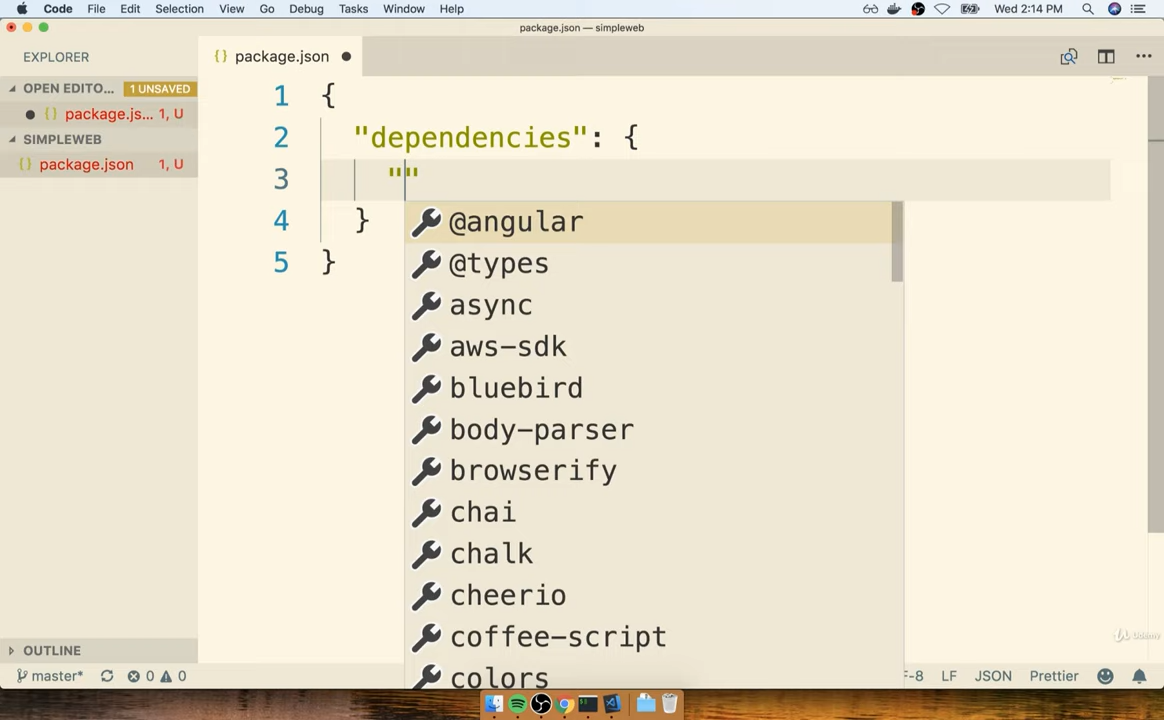 Code File Edit Selection View Go Debug Tasks Window Help Wed 2:14 PM
package.json — simpleweb
EXPLORER
{} package.json
OPEN EDITO... 1 UNSAVED
{} package.js... 1, U
SIMPLEWEB
{} package.json 1, U
1 {
2 "dependencies": {
3 ""
4 }
5 }
@angular
@types
async
aws-sdk
bluebird
body-parser
browserify
chai
chalk
cheerio
coffee-script
colors
OUTLINE
master* 0 0 F-8 LF JSON Prettier
Udemy